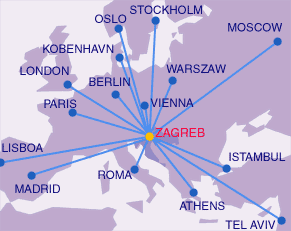 STOCKHOLM
OSLO
MOSCOW
KOBENHAVN
LONDON
BERLIN
WARSZAW
PARIS
VIENNA
ZAGREB
LISBOA
ROMA
ISTAMBUL
MADRID
ATHENS
TEL AVIV